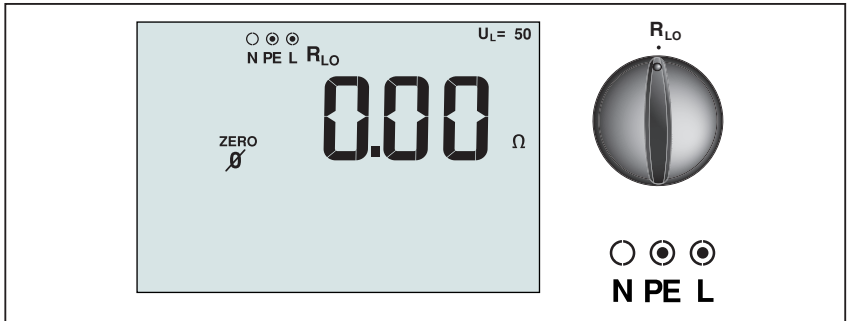 N PE L R_LO
U_L= 50
ZERO
Ø
0.00 Ω
R_LO
N PE L